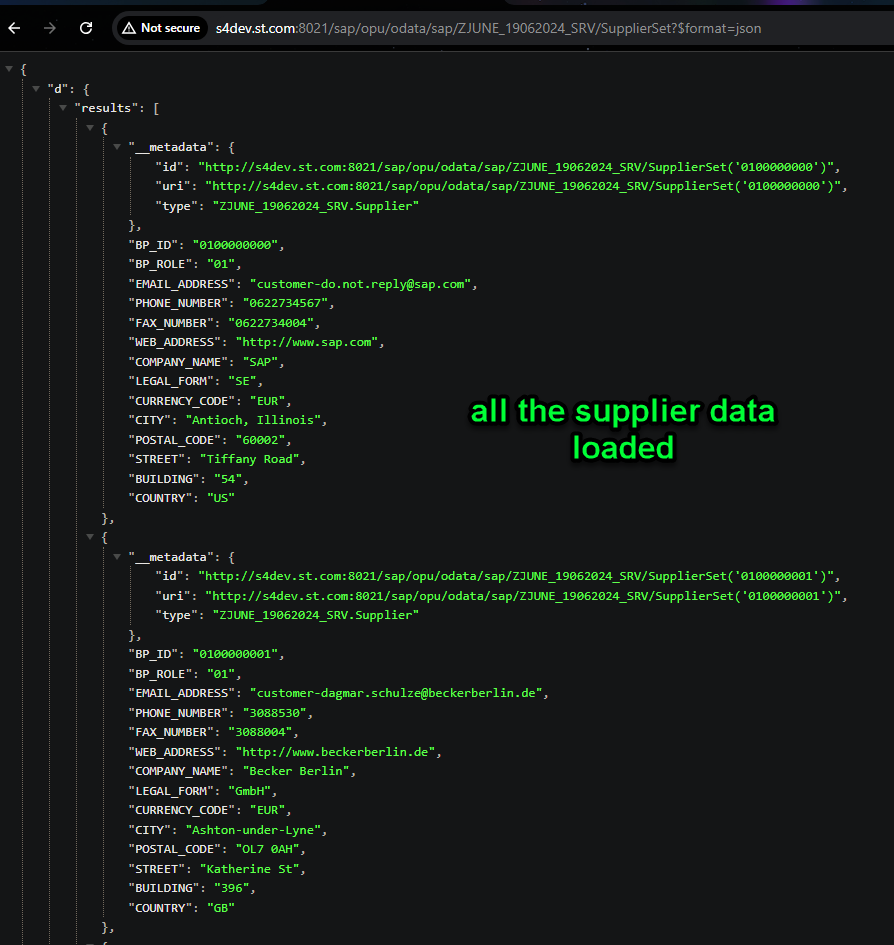 Not secure s4dev.st.com:8021/sap/opu/odata/sap/ZJUNE_19062024_SRV/SupplierSet?$format=json
{
"d": {
"results": [
{
"__metadata": {
"id": "http://s4dev.st.com:8021/sap/opu/odata/sap/ZJUNE_19062024_SRV/SupplierSet('0100000000')",
"uri": "http://s4dev.st.com:8021/sap/opu/odata/sap/ZJUNE_19062024_SRV/SupplierSet('0100000000')",
"type": "ZJUNE_19062024_SRV.Supplier"
},
"BP_ID": "0100000000",
"BP_ROLE": "01",
"EMAIL_ADDRESS": "customer-do.not.reply@sap.com",
"PHONE_NUMBER": "0622734567",
"FAX_NUMBER": "0622734004",
"WEB_ADDRESS": "http://www.sap.com",
"COMPANY_NAME": "SAP",
"LEGAL_FORM": "SE",
"CURRENCY_CODE": "EUR",
"CITY": "Antioch, Illinois",
"POSTAL_CODE": "60002",
"STREET": "Tiffany Road",
"BUILDING": "54",
"COUNTRY": "US"
},
all the supplier data
loaded
{
"__metadata": {
"id": "http://s4dev.st.com:8021/sap/opu/odata/sap/ZJUNE_19062024_SRV/SupplierSet('0100000001')",
"uri": "http://s4dev.st.com:8021/sap/opu/odata/sap/ZJUNE_19062024_SRV/SupplierSet('0100000001')",
"type": "ZJUNE_19062024_SRV.Supplier"
},
"BP_ID": "0100000001",
"BP_ROLE": "01",
"EMAIL_ADDRESS": "customer-dagmar.schulze@beckerberlin.de",
"PHONE_NUMBER": "3088530",
"FAX_NUMBER": "3088004",
"WEB_ADDRESS": "http://www.beckerberlin.de",
"COMPANY_NAME": "Becker Berlin",
"LEGAL_FORM": "GmbH",
"CURRENCY_CODE": "EUR",
"CITY": "Ashton-under-Lyne",
"POSTAL_CODE": "OL7 0AH",
"STREET": "Katherine St",
"BUILDING": "396",
"COUNTRY": "GB"
},